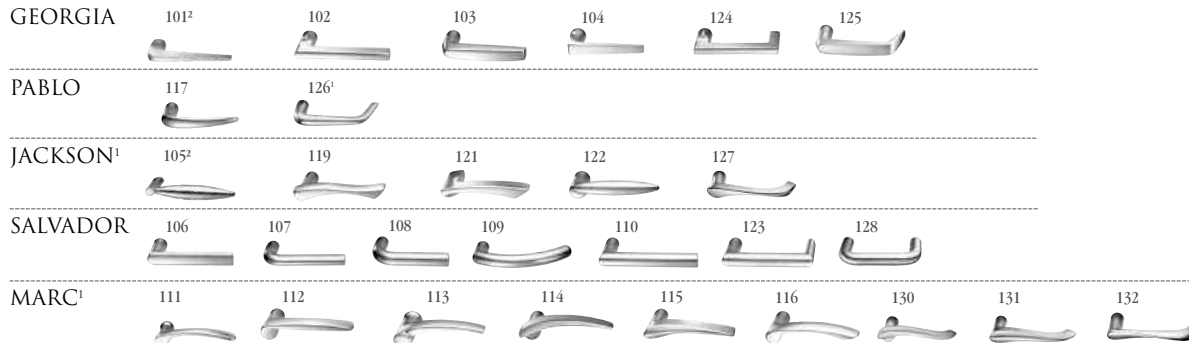 GEORGIA 101² 102 103 104 124 125
PABLO 117 126¹
JACKSON¹ 105² 119 121 122 127
SALVADOR 106 107 108 109 110 123 128
MARC¹ 111 112 113 114 115 116 130 131 132